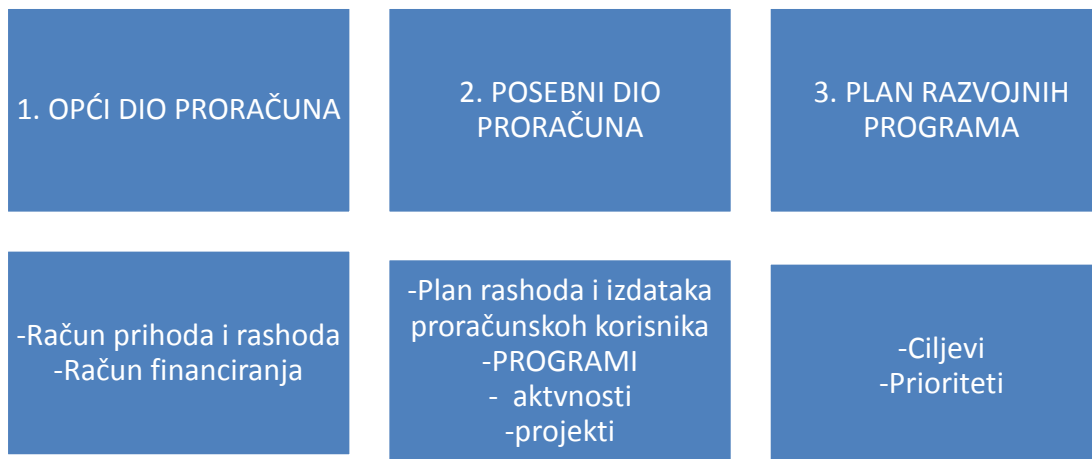 1. OPĆI DIO PRORAČUNA
2. POSEBNI DIO
PRORAČUNA
3. PLAN RAZVOJNIH
PROGRAMA
-Račun prihoda i rashoda
-Račun financiranja
-Plan rashoda i izdataka
proračunskoh korisnika
-PROGRAMI
- aktvnosti
-projekti
-Ciljevi
-Prioriteti